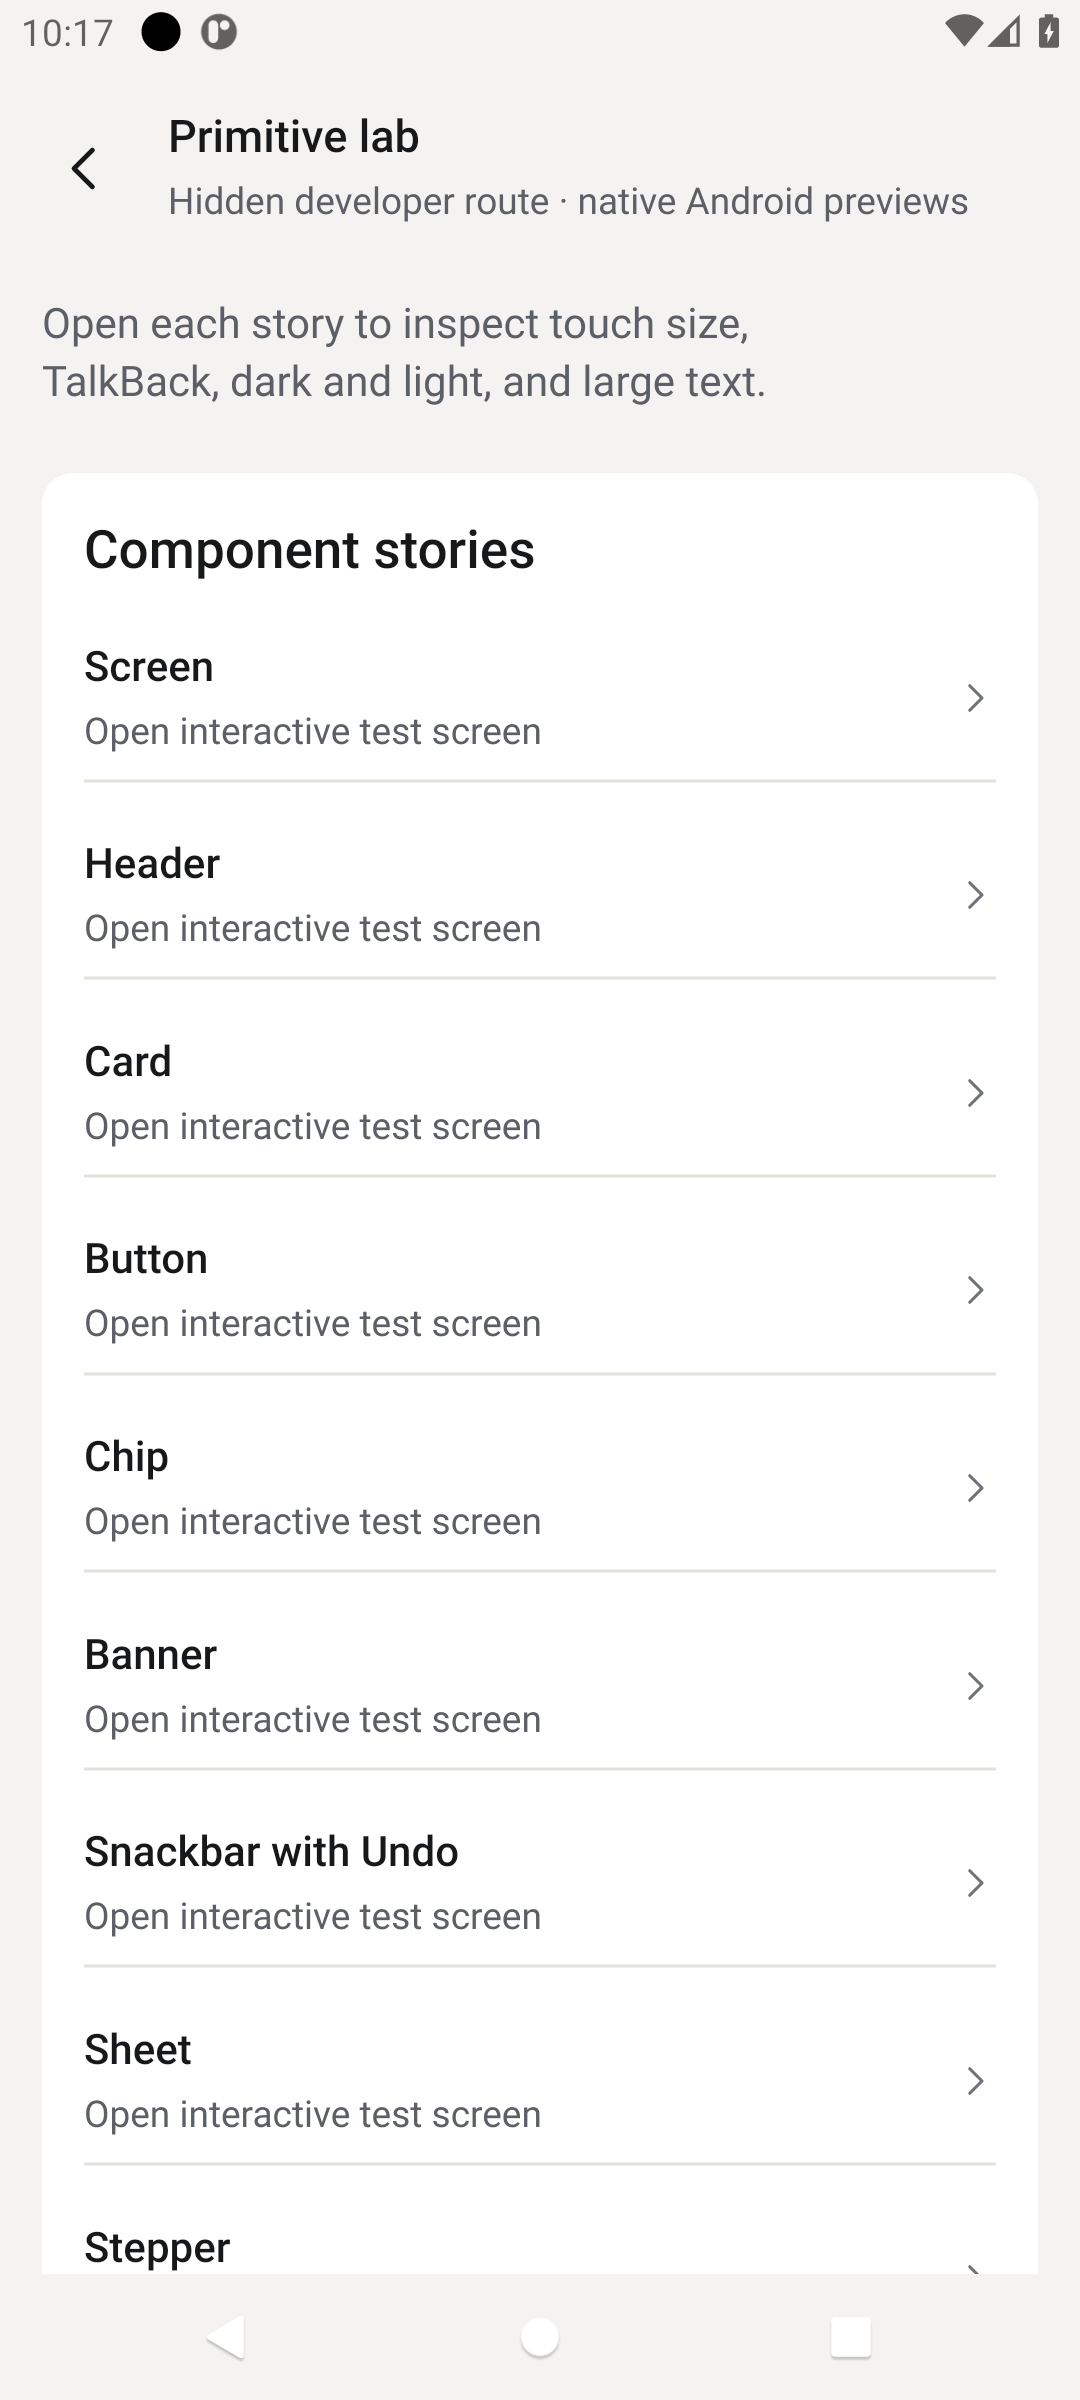 10:17
Primitive lab
Hidden developer route · native Android previews
Open each story to inspect touch size,
TalkBack, dark and light, and large text.
Component stories
Screen
Open interactive test screen
Header
Open interactive test screen
Card
Open interactive test screen
Button
Open interactive test screen
Chip
Open interactive test screen
Banner
Open interactive test screen
Snackbar with Undo
Open interactive test screen
Sheet
Open interactive test screen
Stepper